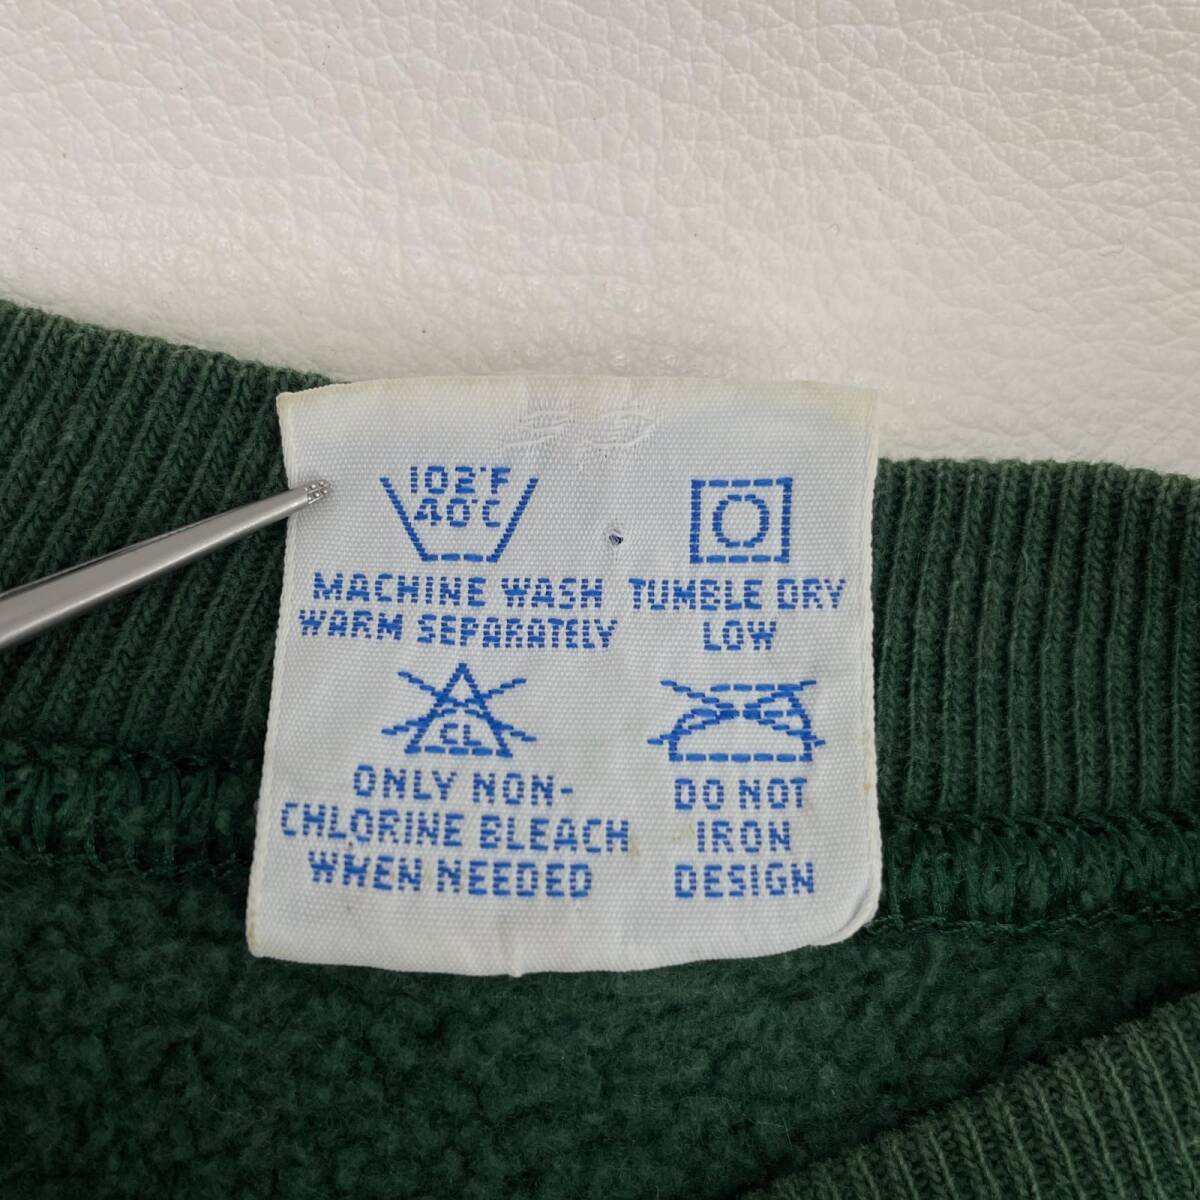 102°F
40°C
MACHINE WASH
WARM SEPARATELY
TUMBLE DRY
LOW
CL
ONLY NON-
CHLORINE BLEACH
WHEN NEEDED
DO NOT
IRON
DESIGN